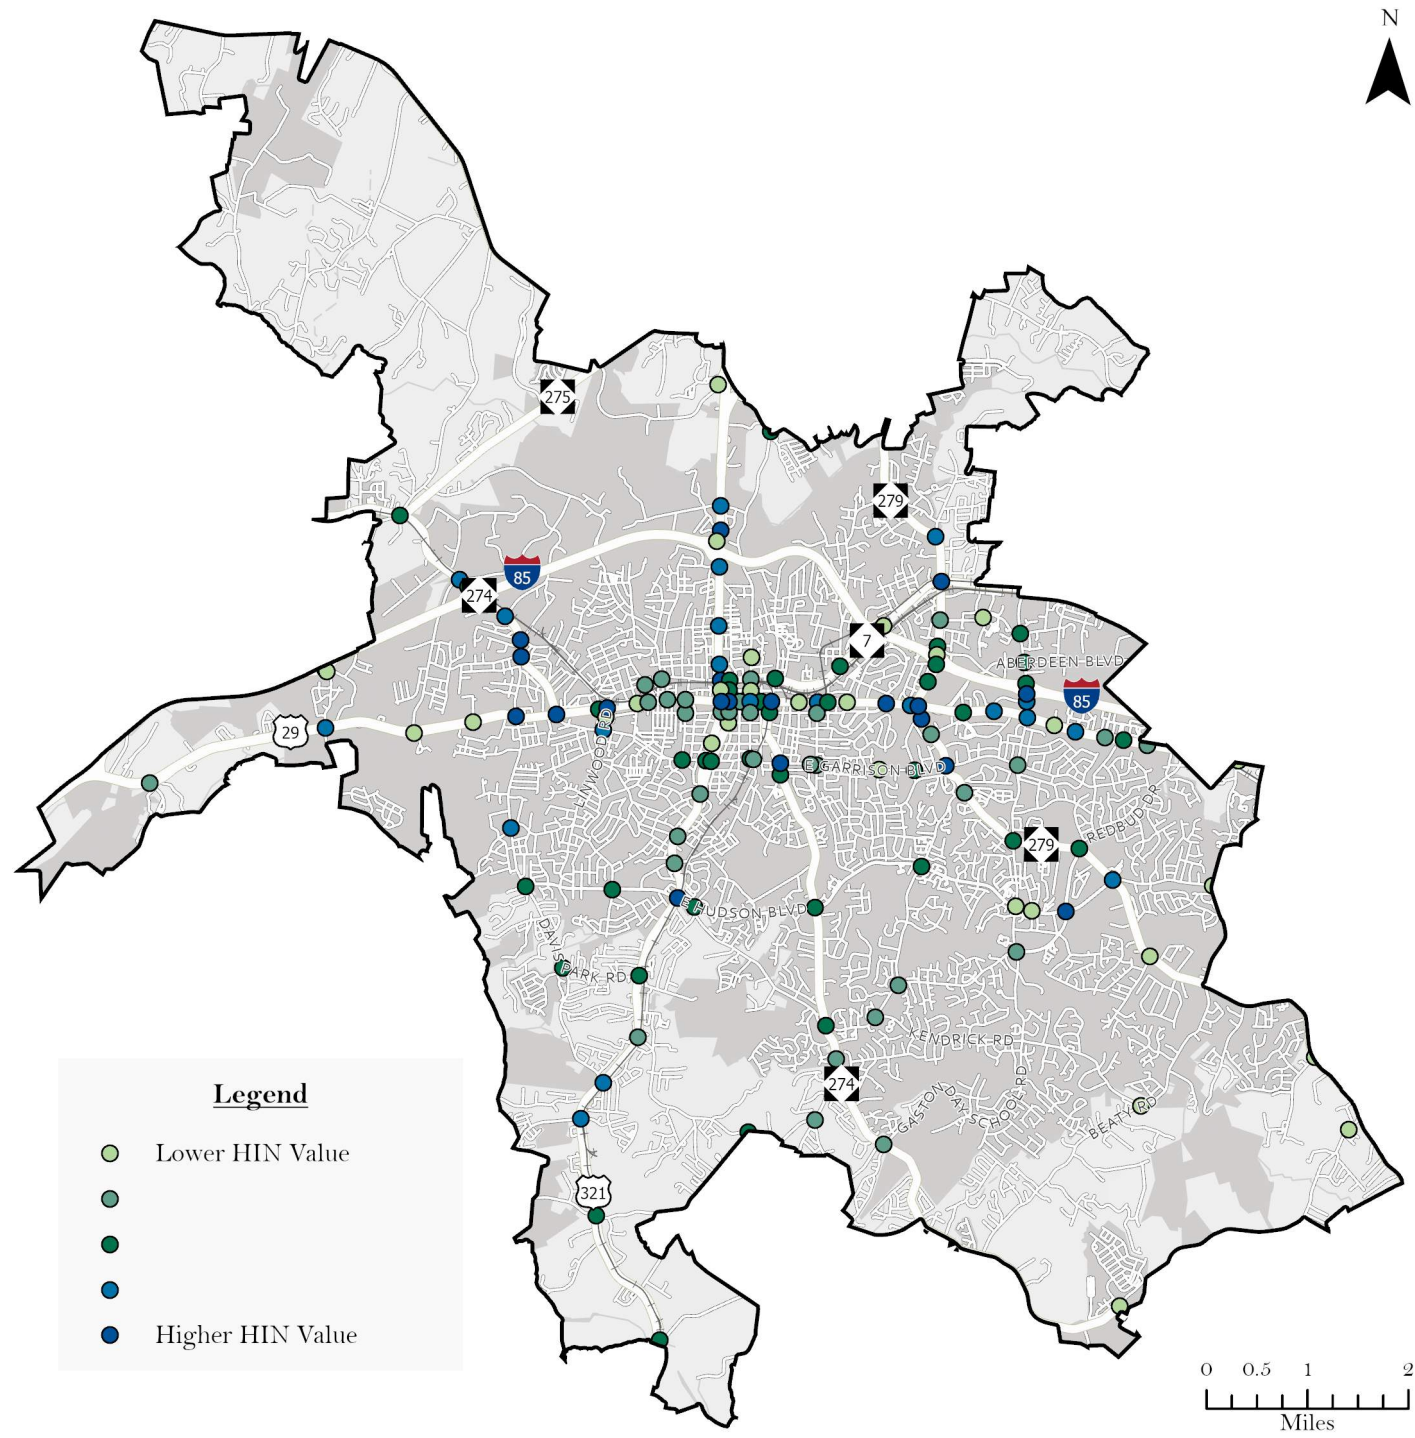 N
275
279
85
274
7
ABERDEEN BLVD
85
29
LINWOOD RD
E GARRISON BLVD
REDBUD DR
279
E HUDSON BLVD
DAVIS PARK RD
KENDRICK RD
274
GASTON DAY SCHOOL RD
BEATY RD
321
Legend
Lower HIN Value
Higher HIN Value
0 0.5 1 2
Miles